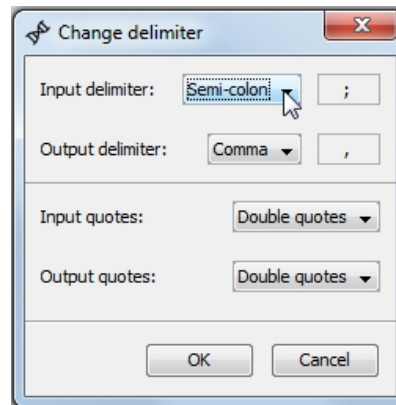 Change delimiter
Input delimiter: Semi-colon ;
Output delimiter: Comma ,
Input quotes: Double quotes
Output quotes: Double quotes
OK Cancel